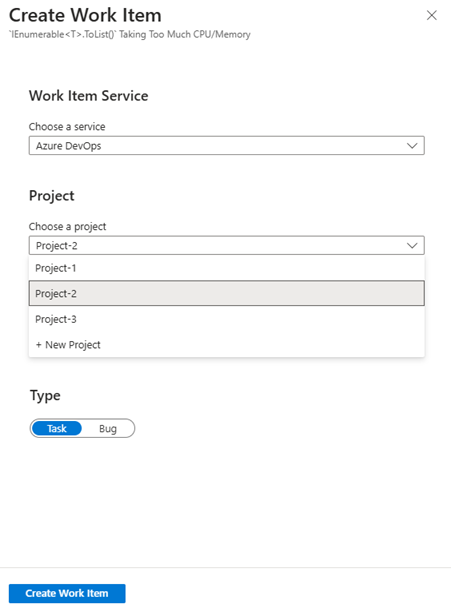 Create Work Item
`IEnumerable<T>.ToList()` Taking Too Much CPU/Memory
Work Item Service
Choose a service
Azure DevOps
Project
Choose a project
Project-2
Project-1
Project-2
Project-3
+ New Project
Type
Task Bug
Create Work Item